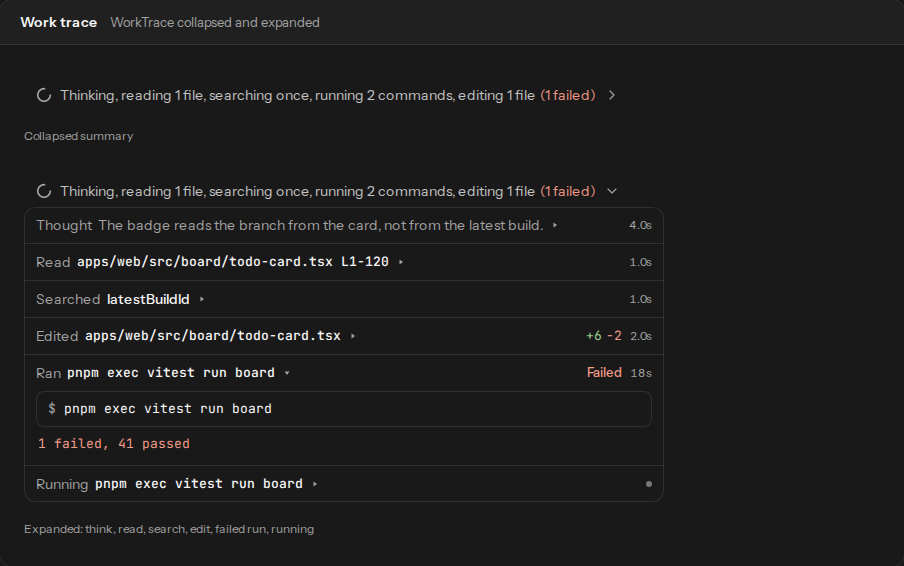 Work trace WorkTrace collapsed and expanded
Thinking, reading 1 file, searching once, running 2 commands, editing 1 file (1 failed)
Collapsed summary
Thinking, reading 1 file, searching once, running 2 commands, editing 1 file (1 failed)
Thought The badge reads the branch from the card, not from the latest build. 4.0s
Read apps/web/src/board/todo-card.tsx L1-120 1.0s
Searched latestBuildId 1.0s
Edited apps/web/src/board/todo-card.tsx +6 -2 2.0s
Ran pnpm exec vitest run board Failed 18s
$ pnpm exec vitest run board
1 failed, 41 passed
Running pnpm exec vitest run board
Expanded: think, read, search, edit, failed run, running